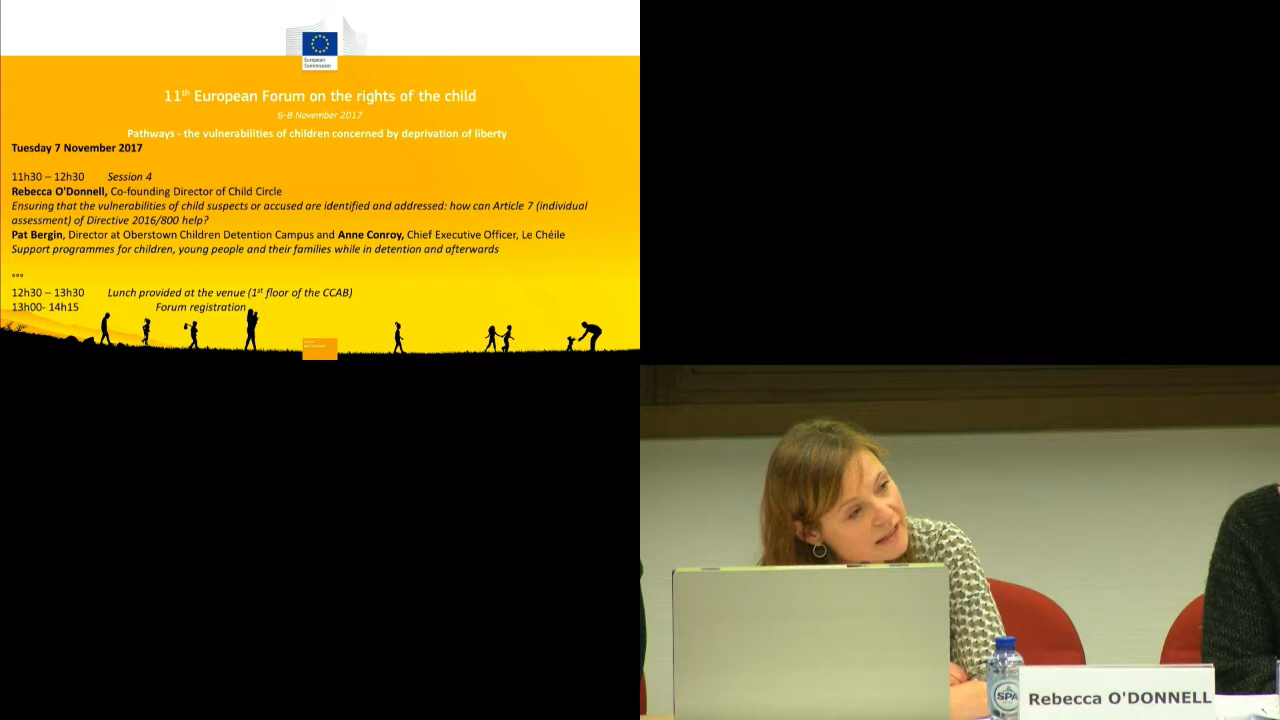 European
Commission
11th European Forum on the rights of the child
6-8 November 2017
Pathways - the vulnerabilities of children concerned by deprivation of liberty
Tuesday 7 November 2017
11h30 – 12h30 Session 4
Rebecca O'Donnell, Co-founding Director of Child Circle
Ensuring that the vulnerabilities of child suspects or accused are identified and addressed: how can Article 7 (individual
assessment) of Directive 2016/800 help?
Pat Bergin, Director at Oberstown Children Detention Campus and Anne Conroy, Chief Executive Officer, Le Chéile
Support programmes for children, young people and their families while in detention and afterwards
°°°
12h30 – 13h30 Lunch provided at the venue (1st floor of the CCAB)
13h00- 14h15 Forum registration
SPA
Rebecca O'DONNELL